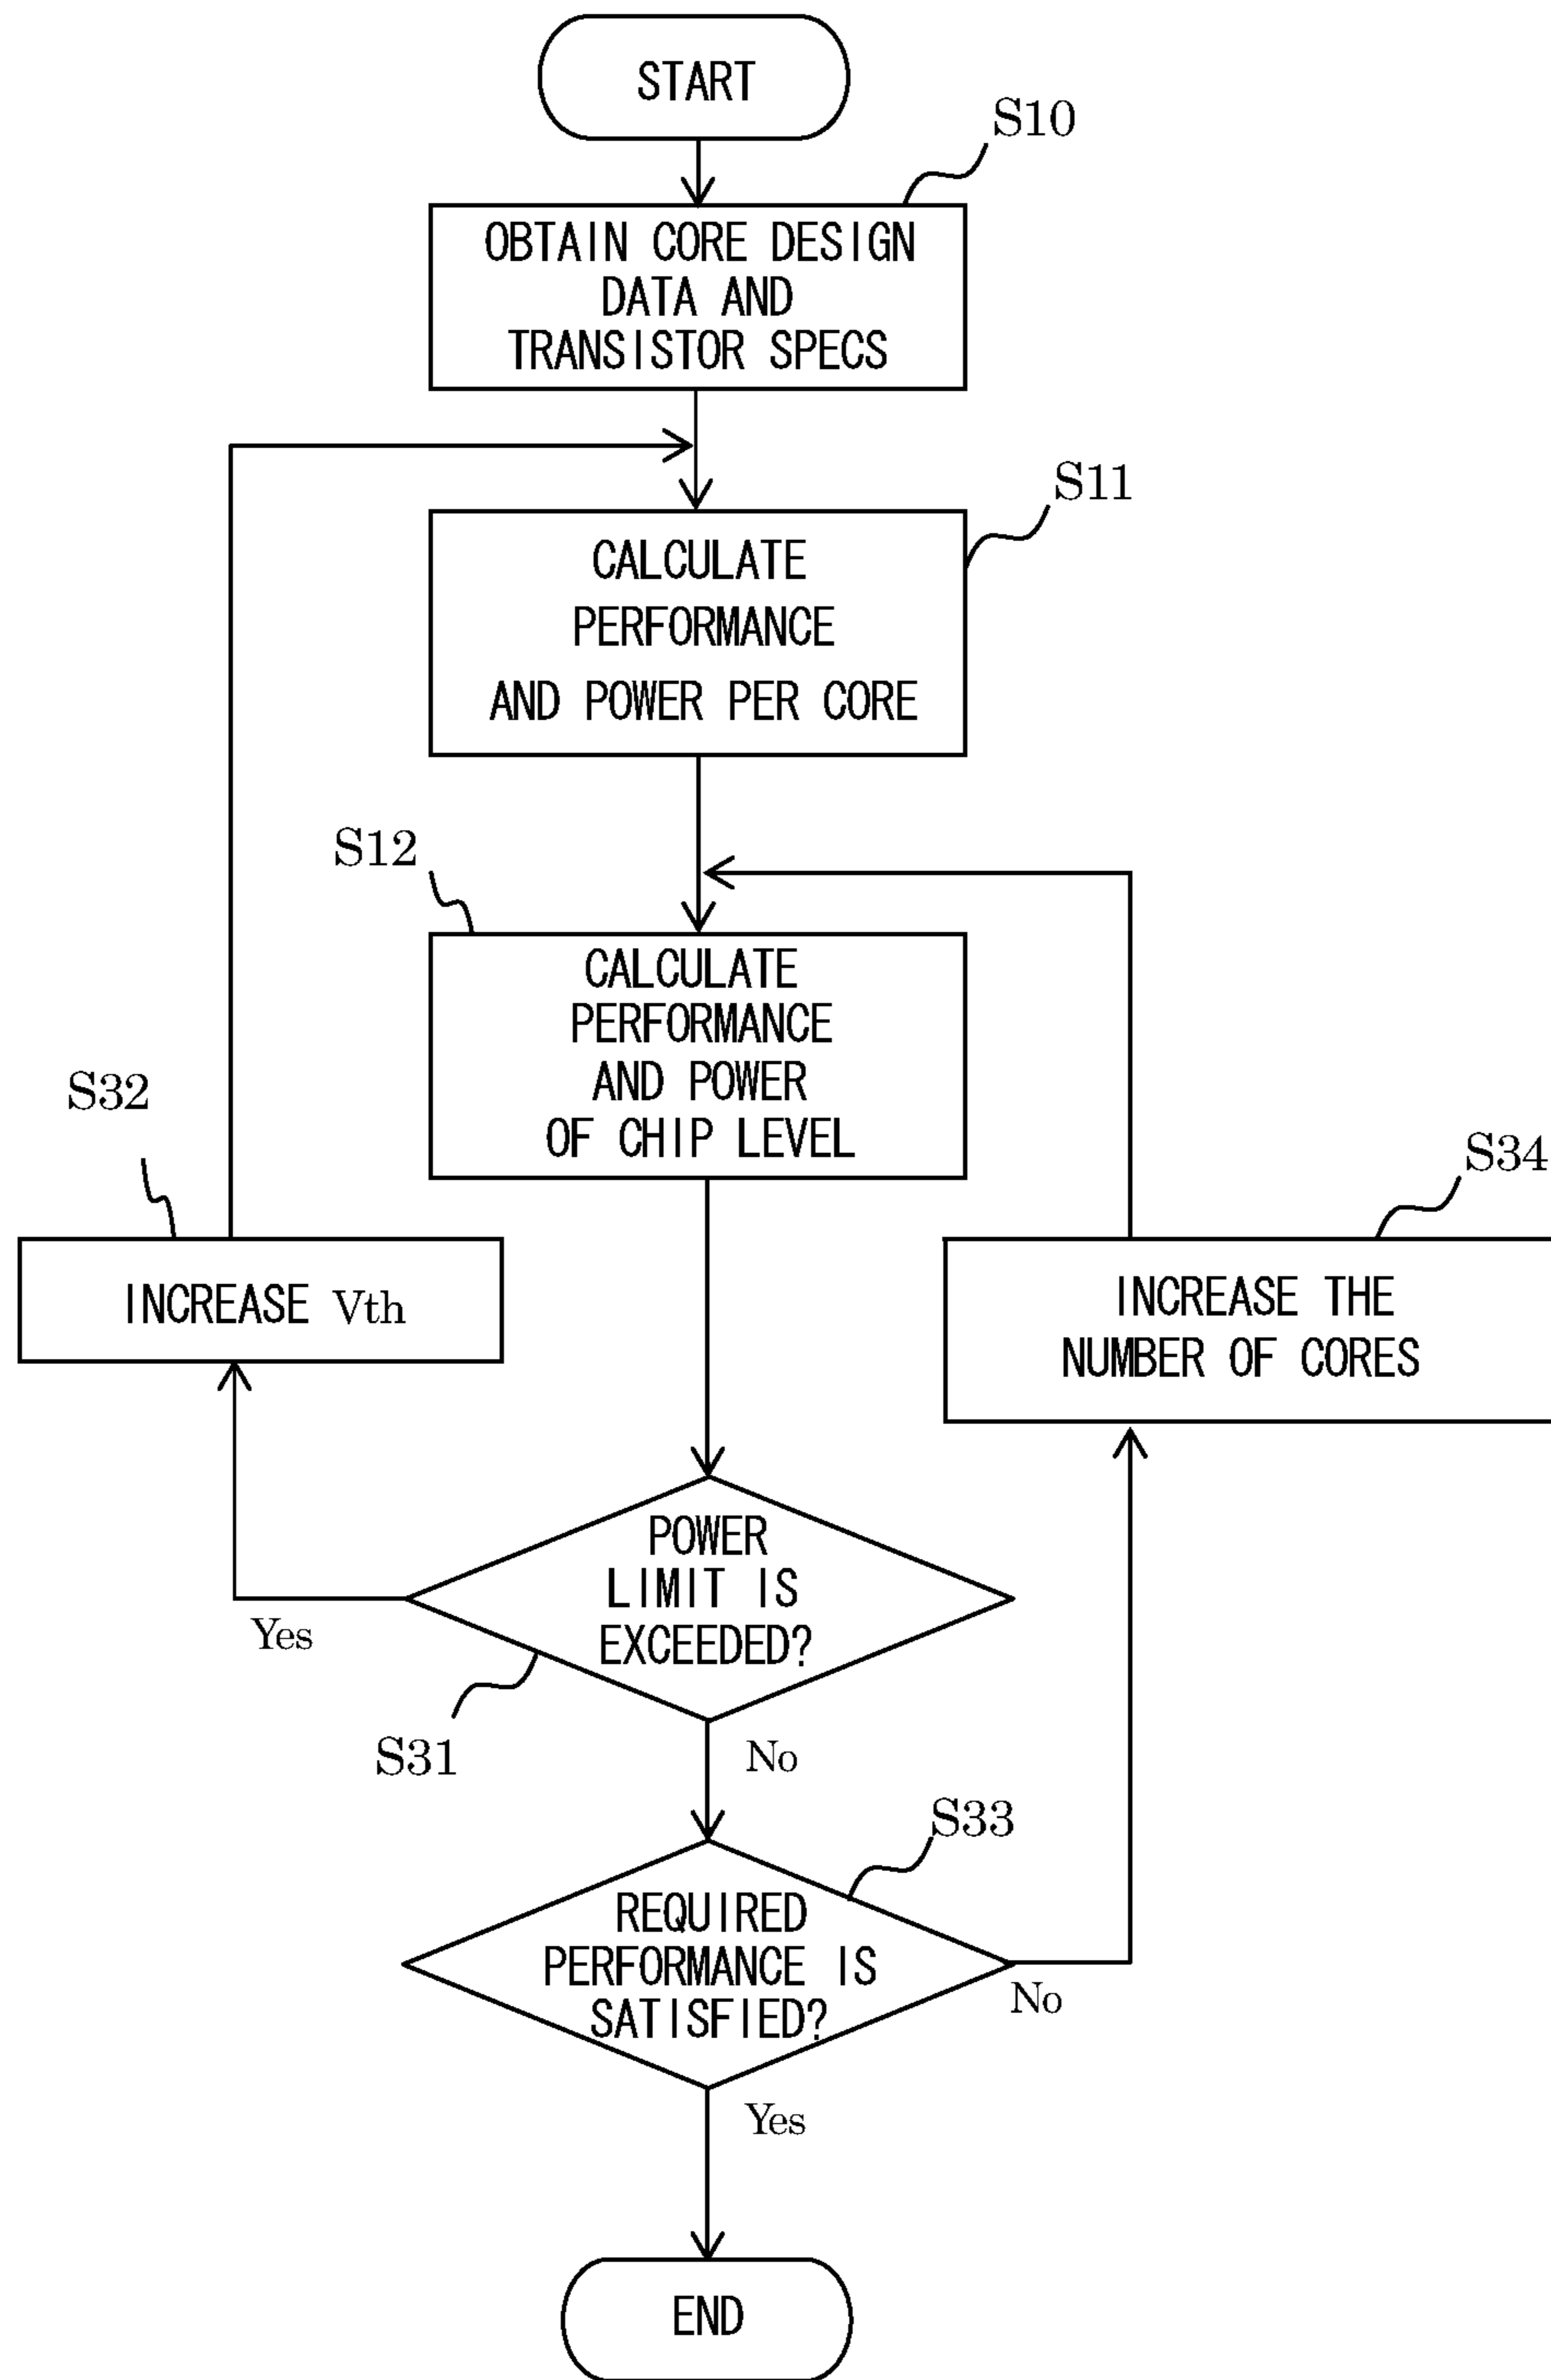 START
S10
OBTAIN CORE DESIGN
DATA AND
TRANSISTOR SPECS
S11
CALCULATE
PERFORMANCE
AND POWER PER CORE
S12
CALCULATE
PERFORMANCE
AND POWER
OF CHIP LEVEL
S32
INCREASE Vth
S34
INCREASE THE
NUMBER OF CORES
POWER
LIMIT IS
EXCEEDED?
Yes
S31
No
S33
REQUIRED
PERFORMANCE IS
SATISFIED?
No
Yes
END